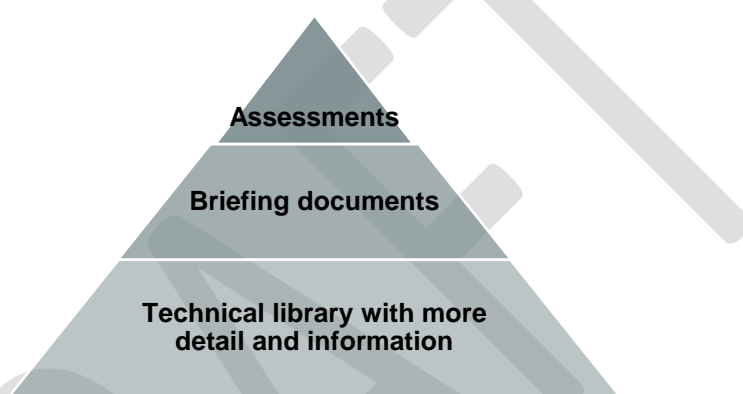 Assessments
Briefing documents
Technical library with more
detail and information